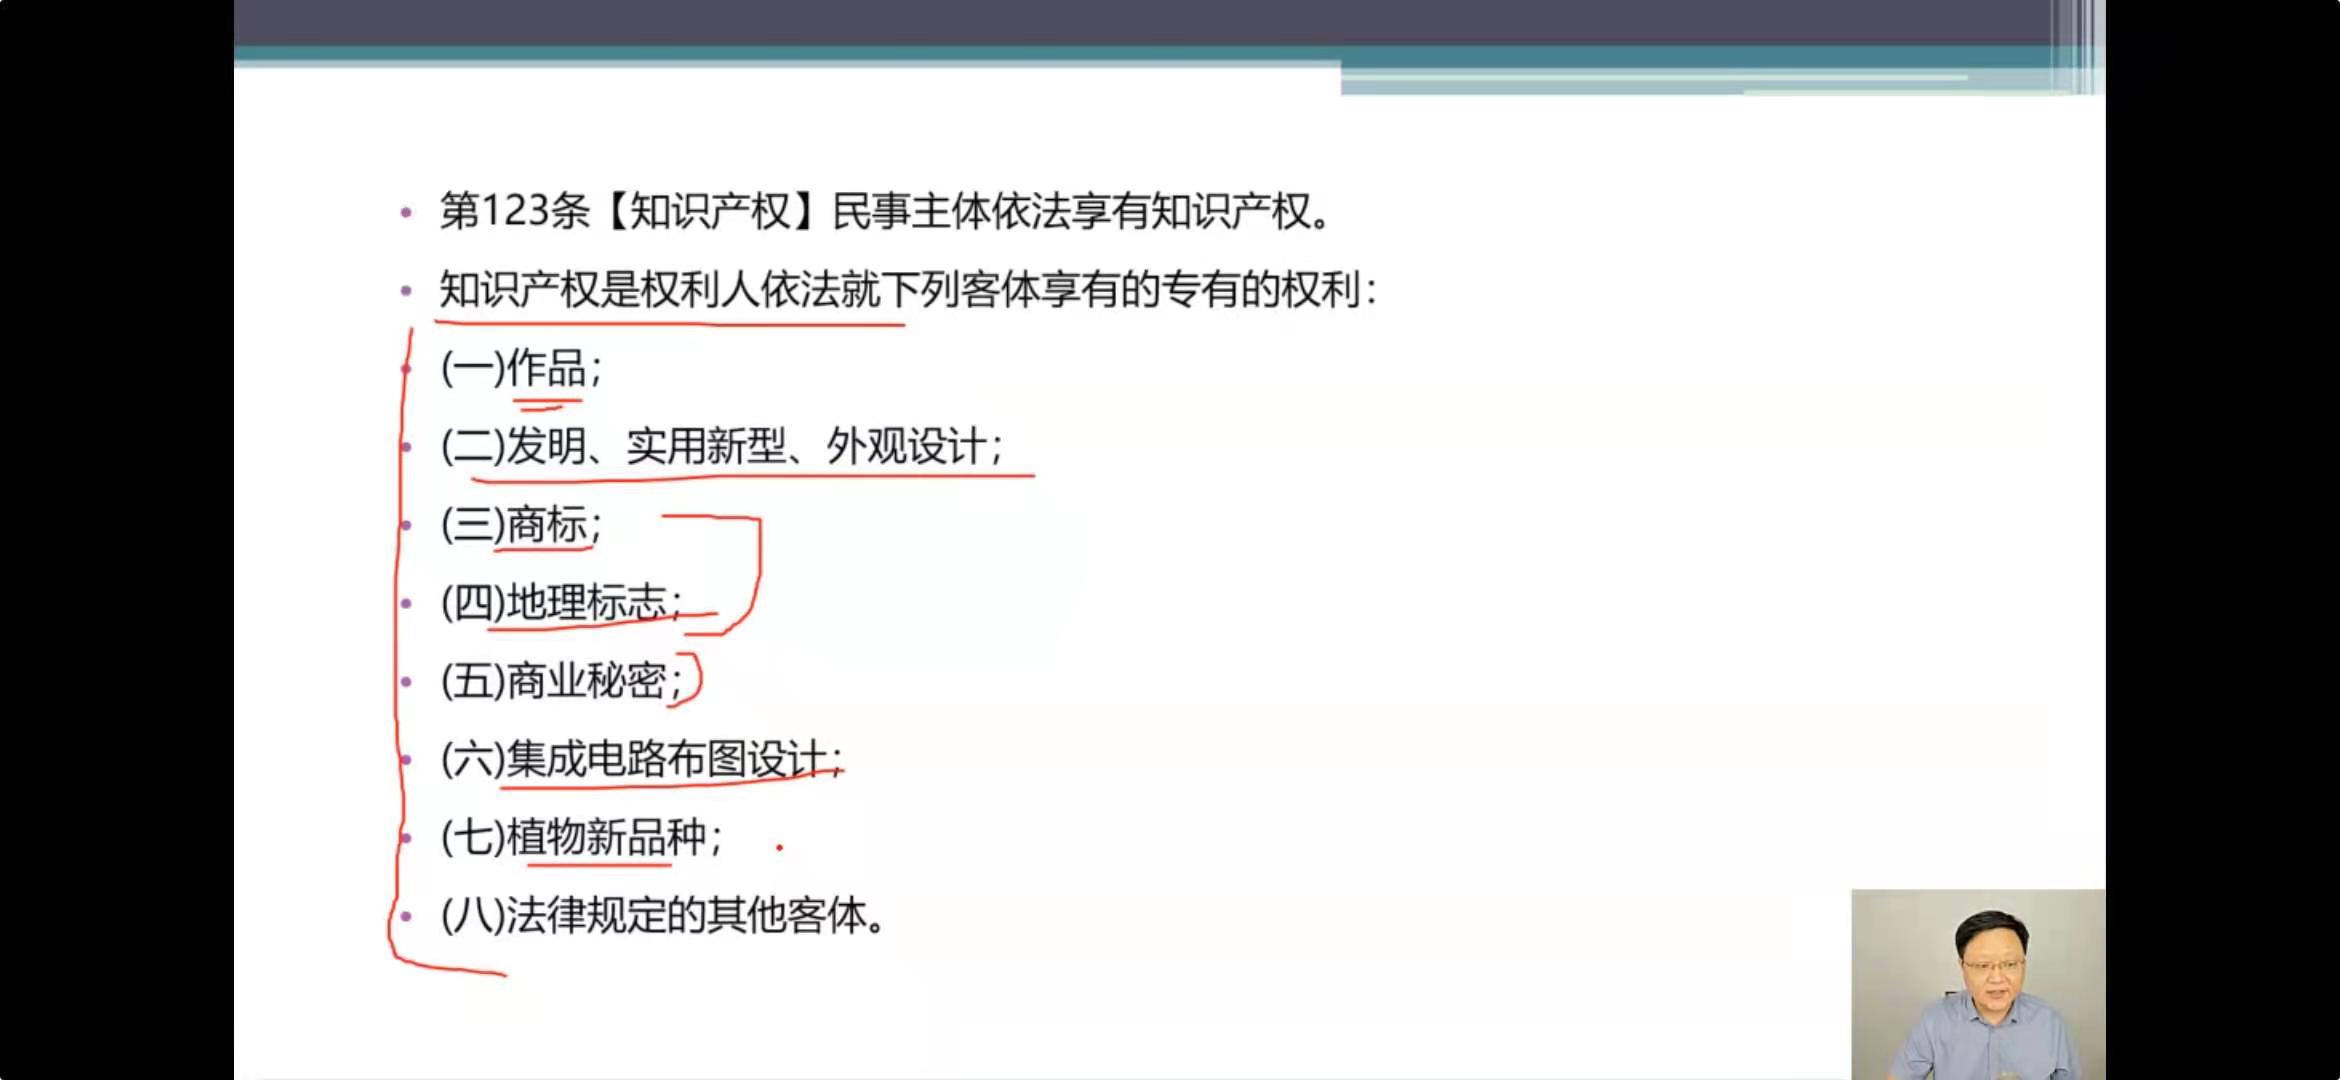 第123条【知识产权】民事主体依法享有知识产权。
知识产权是权利人依法就下列客体享有的专有的权利：
(一)作品；
(二)发明、实用新型、外观设计；
(三)商标；
(四)地理标志；
(五)商业秘密；
(六)集成电路布图设计；
(七)植物新品种；
(八)法律规定的其他客体。